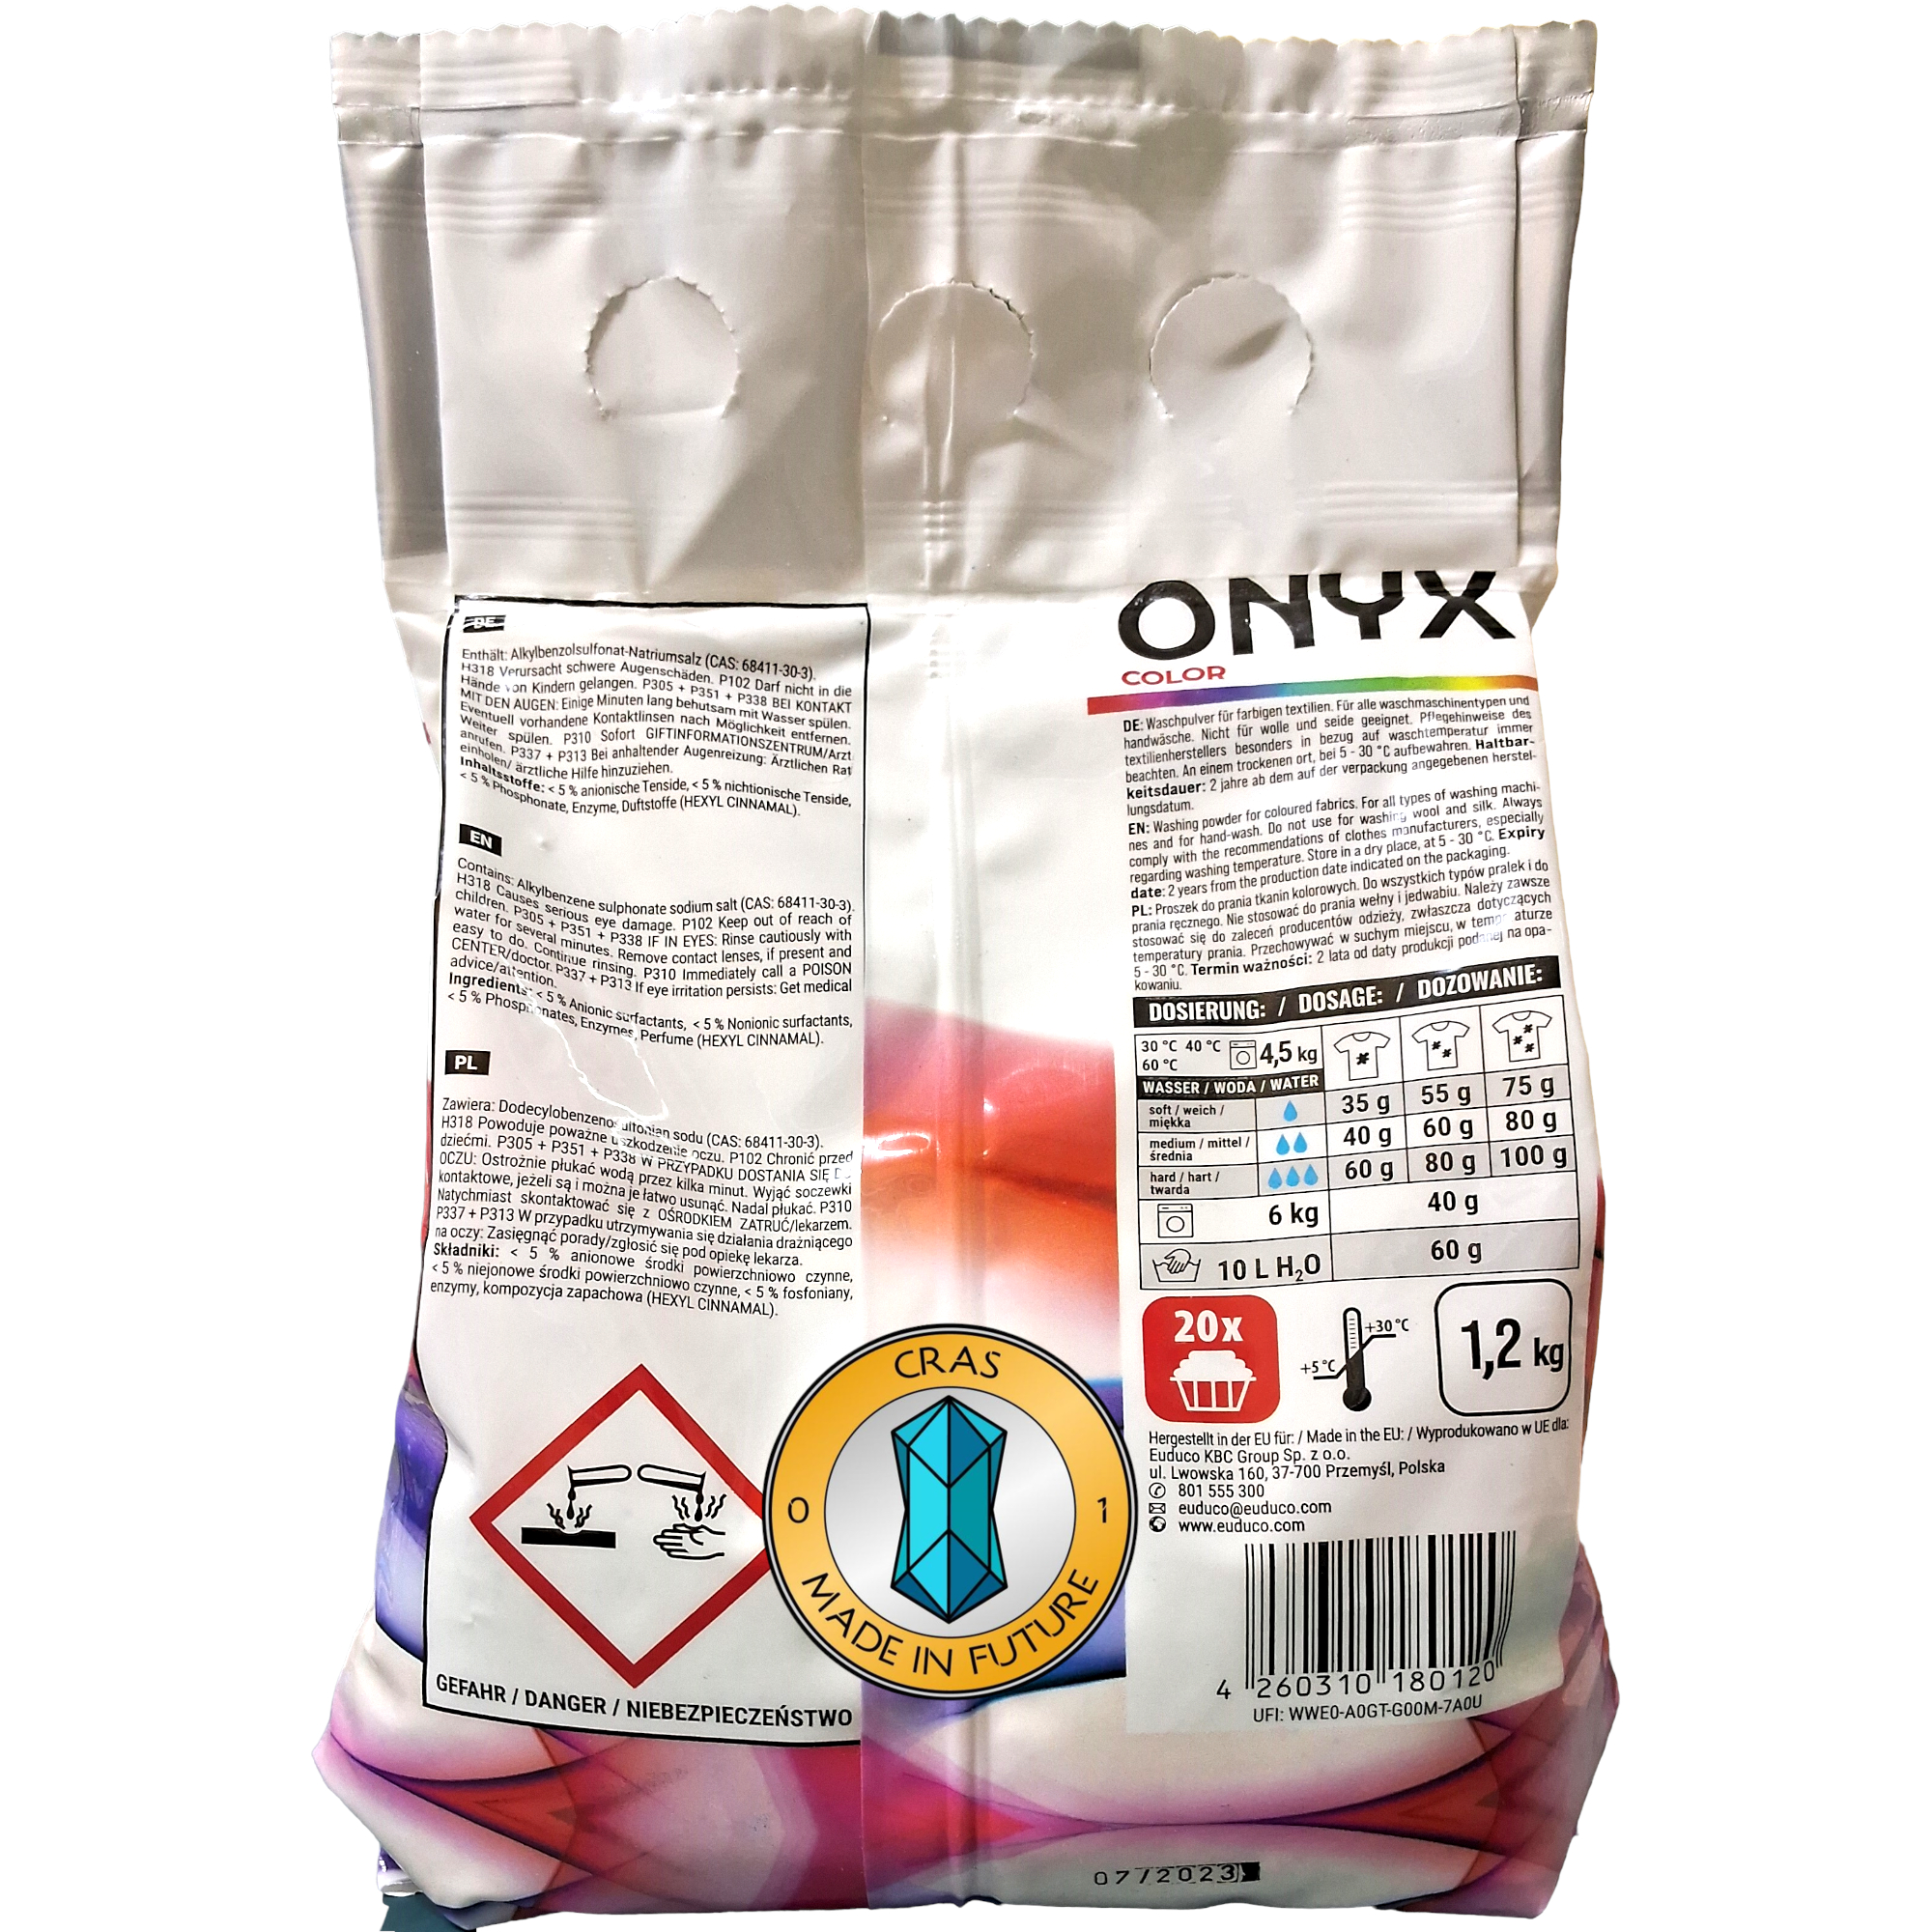 DE
Enthält: Alkylbenzolsulfonat-Natriumsalz (CAS: 68411-30-3).
H318 Verursacht schwere Augenschäden. P102 Darf nicht in die
Hände von Kindern gelangen. P305 + P351 + P338 BEI KONTAKT
MIT DEN AUGEN: Einige Minuten lang behutsam mit Wasser spülen.
Eventuell vorhandene Kontaktlinsen nach Möglichkeit entfernen.
Weiter spülen. P310 Sofort GIFTINFORMATIONSZENTRUM/Arzt
anrufen. P337 + P313 Bei anhaltender Augenreizung: Ärztlichen Rat
einholen/ ärztliche Hilfe hinzuziehen.
Inhaltsstoffe: < 5 % anionische Tenside, < 5 % nichtionische Tenside,
< 5 % Phosphonate, Enzyme, Duftstoffe (HEXYL CINNAMAL).
EN
Contains: Alkylbenzene sulphonate sodium salt (CAS: 68411-30-3).
H318 Causes serious eye damage. P102 Keep out of reach of
children. P305 + P351 + P338 IF IN EYES: Rinse cautiously with
water for several minutes. Remove contact lenses, if present and
easy to do. Continue rinsing. P310 Immediately call a POISON
CENTER/doctor. P337 + P313 If eye irritation persists: Get medical
advice/attention.
Ingredients: < 5 % Anionic surfactants, < 5 % Nonionic surfactants,
< 5 % Phosphonates, Enzymes, Perfume (HEXYL CINNAMAL).
PL
Zawiera: Dodecylobenzenosulfonian sodu (CAS: 68411-30-3).
H318 Powoduje poważne uszkodzenie oczu. P102 Chronić przed
dziećmi. P305 + P351 + P338 W PRZYPADKU DOSTANIA SIĘ
OCZU: Ostrożnie płukać wodą przez kilka minut. Wyjąć soczewki
kontaktowe, jeżeli są i można je łatwo usunąć. Nadal płukać. P310
Natychmiast skontaktować się z OŚRODKIEM ZATRUĆ/lekarzem.
P337 + P313 W przypadku utrzymywania się działania drażniącego
na oczy: Zasięgnąć porady/zgłosić się pod opiekę lekarza.
Składniki: < 5 % anionowe środki powierzchniowo czynne,
< 5 % niejonowe środki powierzchniowo czynne, < 5 % fosfoniany,
enzymy, kompozycja zapachowa (HEXYL CINNAMAL).
GEFAHR / DANGER / NIEBEZPIECZEŃSTWO
CRAS
0 1
MADE IN FUTURE
ONYX
COLOR
DE: Waschpulver für farbigen textilien. Für alle waschmaschinentypen und
handwäsche. Nicht für wolle und seide geeignet. Pflegehinweise des
textilienherstellers besonders in bezug auf waschtemperatur immer
beachten. An einem trockenen ort, bei 5 - 30 °C aufbewahren. Haltbar-
keitsdauer: 2 jahre ab dem auf der verpackung angegebenen herstel-
lungsdatum.
EN: Washing powder for coloured fabrics. For all types of washing machi-
nes and for hand-wash. Do not use for washing wool and silk. Always
comply with the recommendations of clothes manufacturers, especially
regarding washing temperature. Store in a dry place, at 5 - 30 °C. Expiry
date: 2 years from the production date indicated on the packaging.
PL: Proszek do prania tkanin kolorowych. Do wszystkich typów pralek i do
prania ręcznego. Nie stosować do prania wełny i jedwabiu. Należy zawsze
stosować się do zaleceń producentów odzieży, zwłaszcza dotyczących
temperatury prania. Przechowywać w suchym miejscu, w temperaturze
5 - 30 °C. Termin ważności: 2 lata od daty produkcji podanej na opa-
kowaniu.
DOSIERUNG: / DOSAGE: / DOZOWANIE:
30 °C 40 °C
60 °C
4,5 kg
WASSER / WODA / WATER
soft / weich /
miękka
35 g 55 g 75 g
medium / mittel /
średnia
40 g 60 g 80 g
hard / hart /
twarda
60 g 80 g 100 g
6 kg 40 g
10 L H₂O 60 g
20x
+5 °C
+30 °C
1,2 kg
Hergestellt in der EU für: / Made in the EU: / Wyprodukowano w UE dla:
Euduco KBC Group Sp. z o.o.
ul. Lwowska 160, 37-700 Przemyśl, Polska
801 555 300
euduco@euduco.com
www.euduco.com
4 260310 180120
UFI: WWE0-A0GT-G00M-7A0U
07/2023